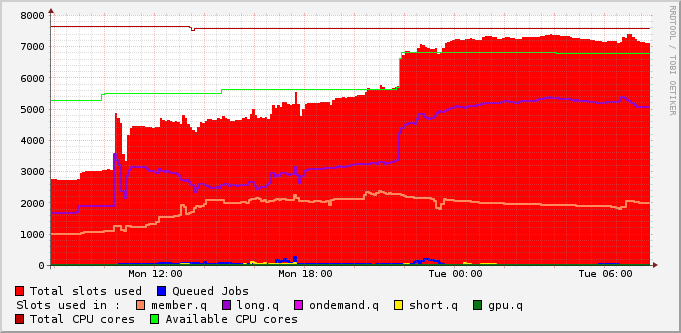 8000
7000
6000
5000
4000
3000
2000
1000
0
Mon 12:00 Mon 18:00 Tue 00:00 Tue 06:00
RRDTOOL / TOBI OETIKER
Total slots used Queued Jobs
Slots used in : member.q long.q ondemand.q short.q gpu.q
Total CPU cores Available CPU cores